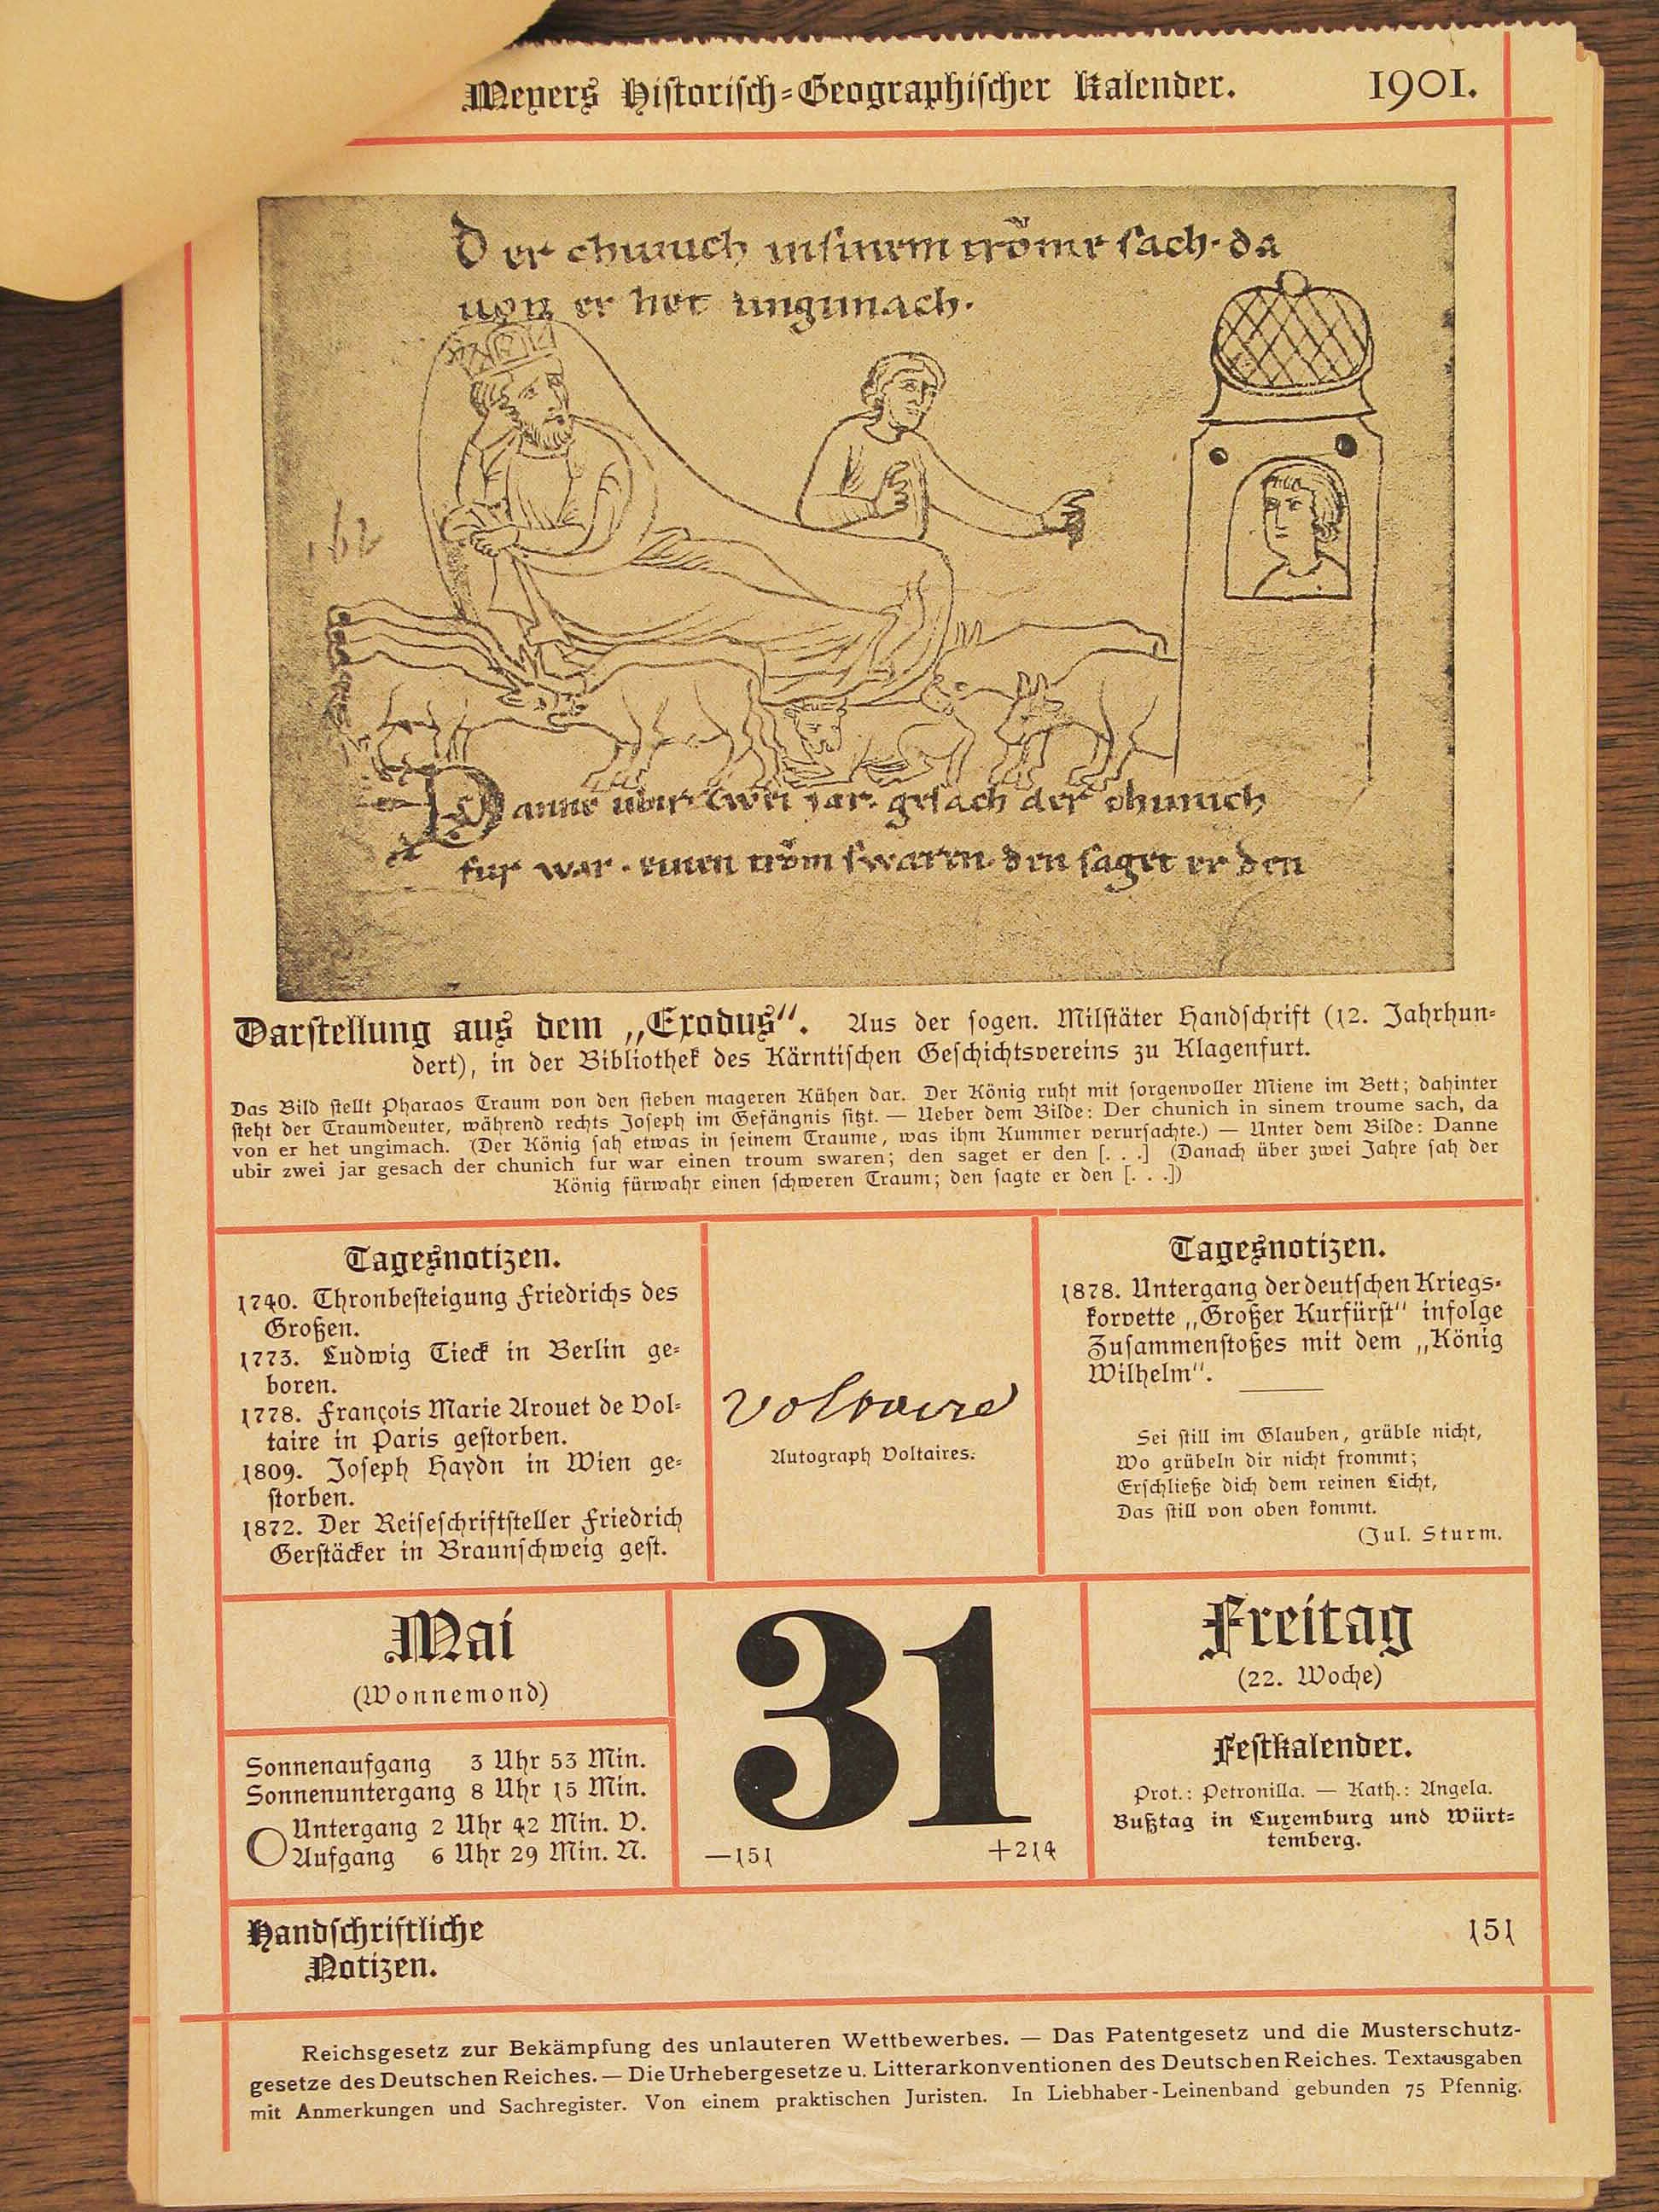 Meyers Historisch-Geographischer Kalender. 1901.
Der chunich in sinem trŏme sach· da
uon er het ungimach.
162
Danne ubir zwei jar· gesach der chunich
fur war· einen trŏm swaren· den saget er den
Darstellung aus dem „Exodus“. Aus der sogen. Milstäter Handschrift (12. Jahrhun-
dert), in der Bibliothek des Kärntischen Geschichtsvereins zu Klagenfurt.
Das Bild stellt Pharaos Traum von den sieben mageren Kühen dar. Der König ruht mit sorgenvoller Miene im Bett; dahinter
steht der Traumdeuter, während rechts Joseph im Gefängnis sitzt. — Ueber dem Bilde: Der chunich in sinem troume sach, da
von er het ungimach. (Der König sah etwas in seinem Traume, was ihm Kummer verursachte.) — Unter dem Bilde: Danne
ubir zwei jar gesach der chunich fur war einen troum swaren; den saget er den [. . .] (Danach über zwei Jahre sah der
König fürwahr einen schweren Traum; den sagte er den [. . .])
Tagesnotizen.
1740. Thronbesteigung Friedrichs des
Großen.
1773. Ludwig Tieck in Berlin ge-
boren.
1778. François Marie Arouet de Vol-
taire in Paris gestorben.
1809. Joseph Haydn in Wien ge-
storben.
1872. Der Reiseschriftsteller Friedrich
Gerstäcker in Braunschweig gest.
Voltaire
Autograph Voltaires.
Tagesnotizen.
1878. Untergang der deutschen Kriegs-
korvette „Großer Kurfürst“ infolge
Zusammenstoßes mit dem „König
Wilhelm“.
Sei still im Glauben, grüble nicht,
Wo grübeln dir nicht frommt;
Erschließe dich dem reinen Licht,
Das still von oben kommt.
(Jul. Sturm.
Mai
(Wonnemond)
31
Freitag
(22. Woche)
Sonnenaufgang 3 Uhr 53 Min.
Sonnenuntergang 8 Uhr 15 Min.
Untergang 2 Uhr 42 Min. V.
Aufgang 6 Uhr 29 Min. N.
—151 +214
Festkalender.
Prot.: Petronilla. — Kath.: Angela.
Bußtag in Luxemburg und Würt-
temberg.
Handschriftliche
Notizen.
151
Reichsgesetz zur Bekämpfung des unlauteren Wettbewerbes. — Das Patentgesetz und die Musterschutz-
gesetze des Deutschen Reiches. — Die Urhebergesetze u. Litterarkonventionen des Deutschen Reiches. Textausgaben
mit Anmerkungen und Sachregister. Von einem praktischen Juristen. In Liebhaber-Leinenband gebunden 75 Pfennig.